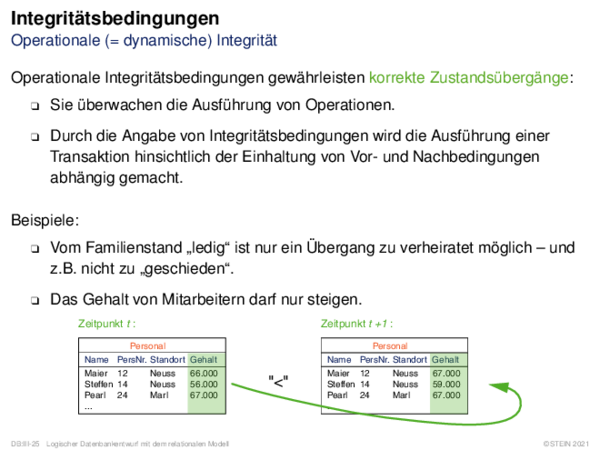 Integritätsbedingungen
Operationale (= dynamische) Integrität
Operationale Integritätsbedingungen gewährleisten korrekte Zustandsübergänge:
❑ Sie überwachen die Ausführung von Operationen.
❑ Durch die Angabe von Integritätsbedingungen wird die Ausführung einer
Transaktion hinsichtlich der Einhaltung von Vor- und Nachbedingungen
abhängig gemacht.
Beispiele:
❑ Vom Familienstand „ledig“ ist nur ein Übergang zu verheiratet möglich – und
z.B. nicht zu „geschieden“.
❑ Das Gehalt von Mitarbeitern darf nur steigen.
Zeitpunkt t :
Personal
Name PersNr. Standort Gehalt
Maier 12 Neuss 66.000
Steffen 14 Neuss 56.000
Pearl 24 Marl 67.000
...
"<"
Zeitpunkt t +1 :
Personal
Name PersNr. Standort Gehalt
Maier 12 Neuss 67.000
Steffen 14 Neuss 59.000
Pearl 24 Marl 67.000
...
DB:III-25 Logischer Datenbankentwurf mit dem relationalen Modell
©STEIN 2021